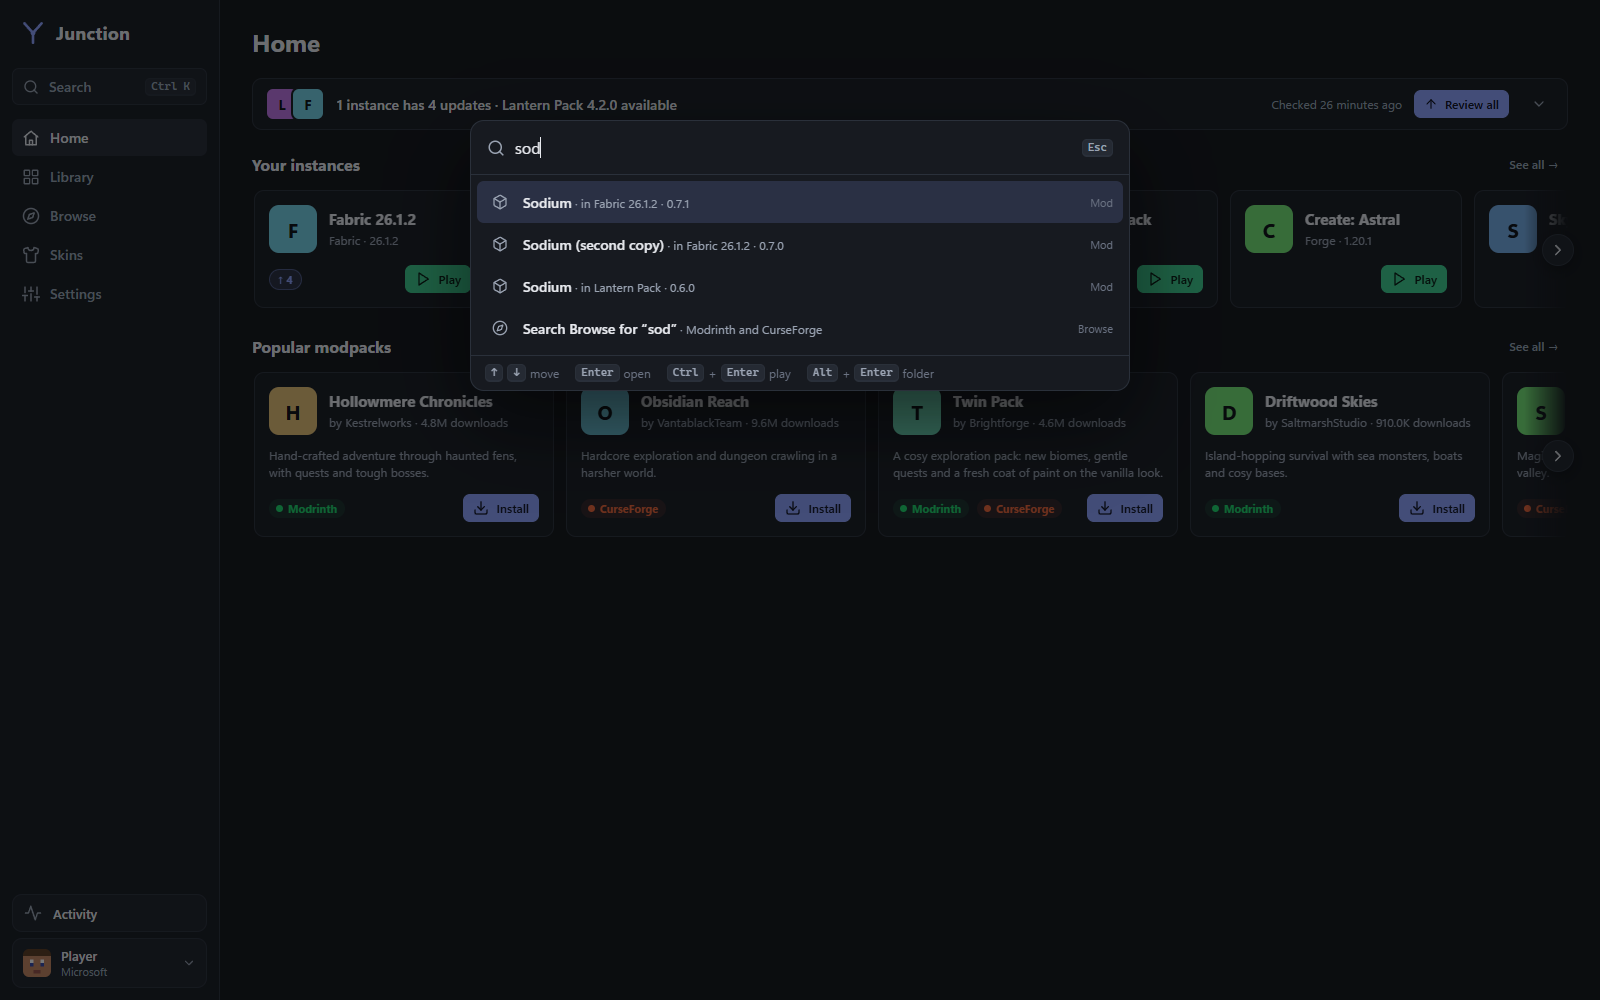 Junction
Search Ctrl K
Home
Library
Browse
Skins
Settings
Activity
Player
Microsoft
Home
L F 1 instance has 4 updates · Lantern Pack 4.2.0 available Checked 26 minutes ago ↑ Review all
sod Esc
Sodium · in Fabric 26.1.2 · 0.7.1 Mod
Sodium (second copy) · in Fabric 26.1.2 · 0.7.0 Mod
Sodium · in Lantern Pack · 0.6.0 Mod
Search Browse for “sod” · Modrinth and CurseForge Browse
↑ ↓ move Enter open Ctrl + Enter play Alt + Enter folder
Your instances See all →
F Fabric 26.1.2
Fabric · 26.1.2
↑ 4 Play
ack
Play
C Create: Astral
Forge · 1.20.1
Play
S Sk
Popular modpacks See all →
H Hollowmere Chronicles
by Kestrelworks · 4.8M downloads
Hand-crafted adventure through haunted fens,
with quests and tough bosses.
Modrinth Install
O Obsidian Reach
by VantablackTeam · 9.6M downloads
Hardcore exploration and dungeon crawling in a
harsher world.
CurseForge Install
T Twin Pack
by Brightforge · 4.6M downloads
A cosy exploration pack: new biomes, gentle
quests and a fresh coat of paint on the vanilla look.
Modrinth CurseForge Install
D Driftwood Skies
by SaltmarshStudio · 910.0K downloads
Island-hopping survival with sea monsters, boats
and cosy bases.
Modrinth Install
S
Mag
valley.
Curse